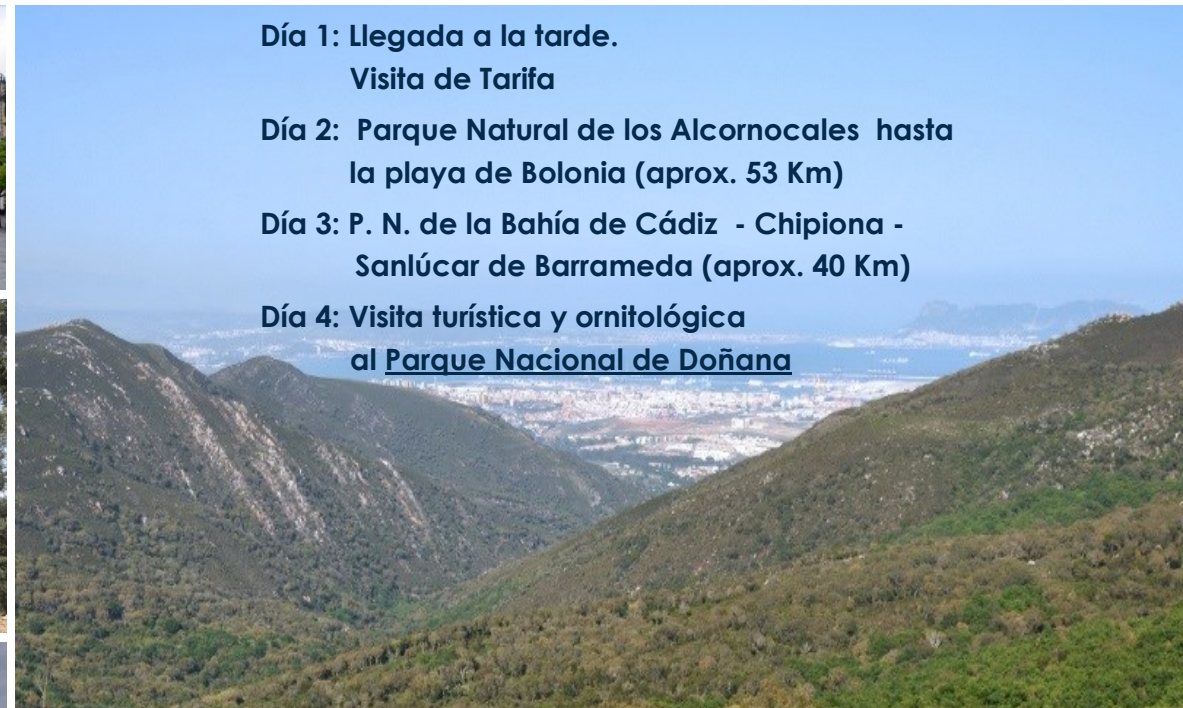 Día 1: Llegada a la tarde.
Visita de Tarifa
Día 2: Parque Natural de los Alcornocales hasta
la playa de Bolonia (aprox. 53 Km)
Día 3: P. N. de la Bahía de Cádiz - Chipiona -
Sanlúcar de Barrameda (aprox. 40 Km)
Día 4: Visita turística y ornitológica
al Parque Nacional de Doñana